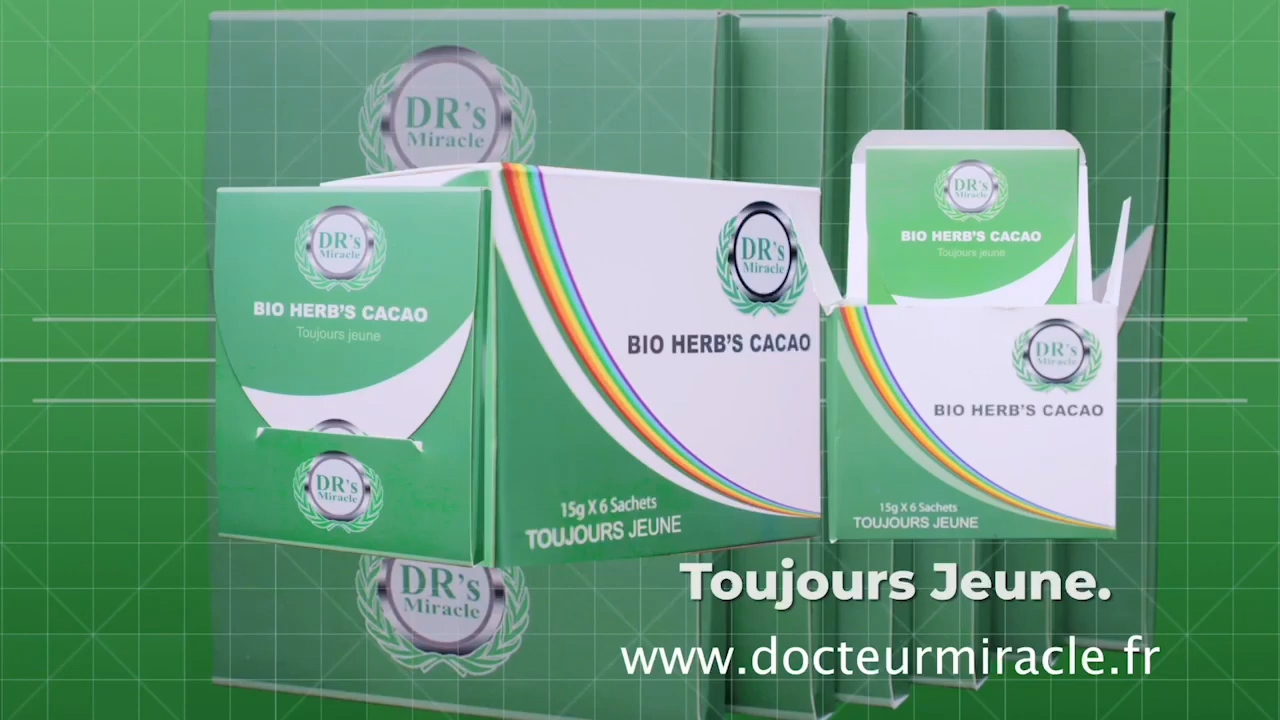 DR's
Miracle
DR's
Miracle
BIO HERB'S CACAO
Toujours jeune
DR's
Miracle
DR's
Miracle
BIO HERB'S CACAO
15g X 6 Sachets
TOUJOURS JEUNE
DR's
Miracle
BIO HERB'S CACAO
Toujours jeune
DR's
Miracle
BIO HERB'S CACAO
15g X 6 Sachets
TOUJOURS JEUNE
DR's
Miracle
Toujours Jeune.
www.docteurmiracle.fr